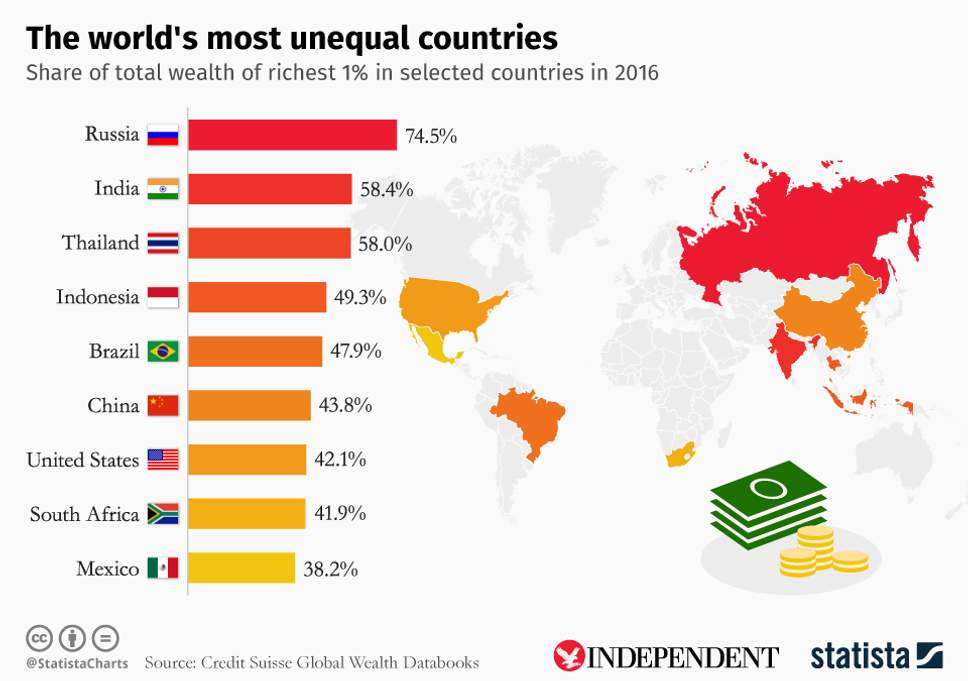 The world's most unequal countries
Share of total wealth of richest 1% in selected countries in 2016
Russia 74.5%
India 58.4%
Thailand 58.0%
Indonesia 49.3%
Brazil 47.9%
China 43.8%
United States 42.1%
South Africa 41.9%
Mexico 38.2%
cc
@StatistaCharts Source: Credit Suisse Global Wealth Databooks
INDEPENDENT
statista